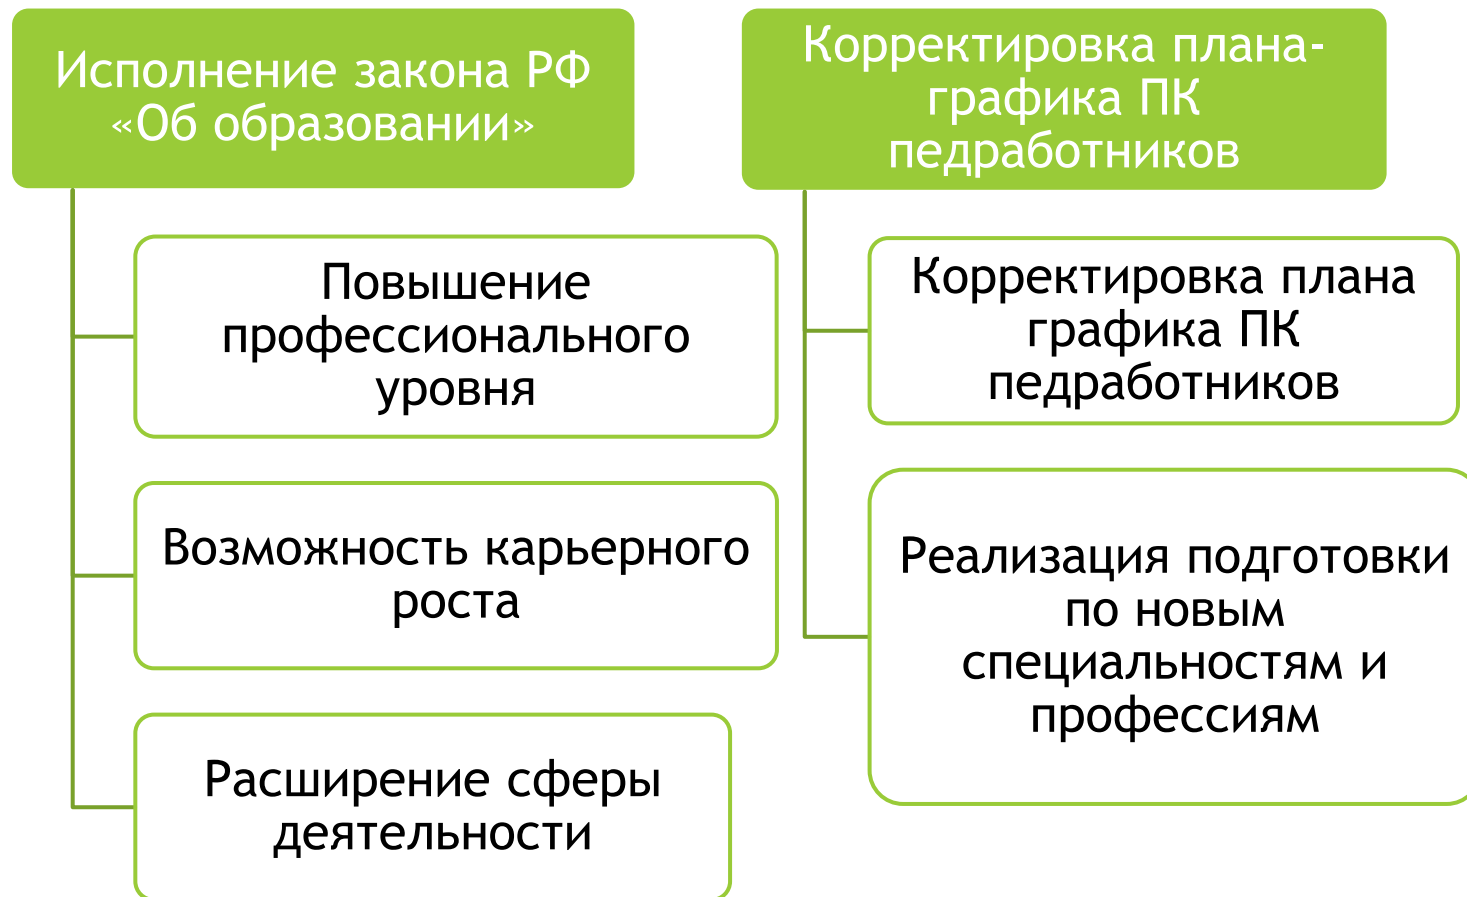 Исполнение закона РФ
«Об образовании»
Повышение
профессионального
уровня
Возможность карьерного
роста
Расширение сферы
деятельности
Корректировка плана-
графика ПК
педработников
Корректировка плана
графика ПК
педработников
Реализация подготовки
по новым
специальностям и
профессиям